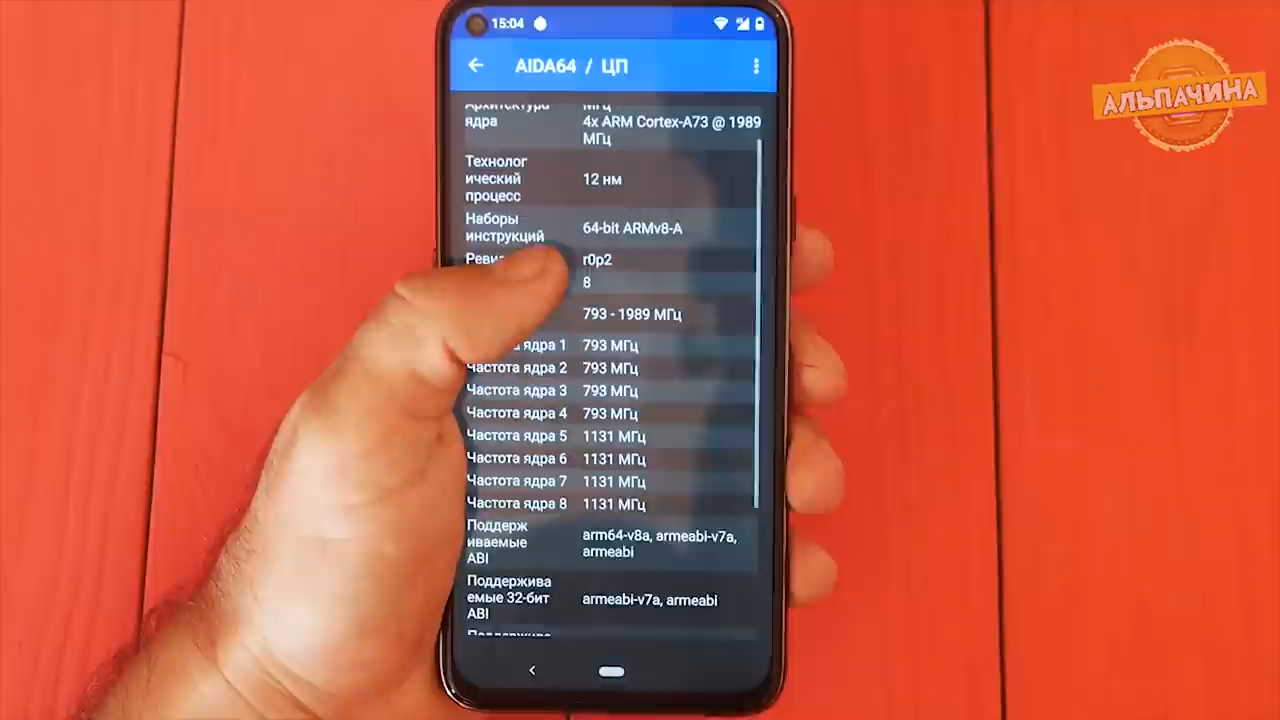 15:04
AIDA64 / ЦП
Архитектура
ядра
МГц
4x ARM Cortex-A73 @ 1989
МГц
Технолог
ический
процесс
12 нм
Наборы
инструкций
64-bit ARMv8-A
r0p2
8
793 - 1989 МГц
ядра 1 793 МГц
Частота ядра 2 793 МГц
Частота ядра 3 793 МГц
Частота ядра 4 793 МГц
Частота ядра 5 1131 МГц
Частота ядра 6 1131 МГц
Частота ядра 7 1131 МГц
Частота ядра 8 1131 МГц
Поддерж
иваемые
ABI
arm64-v8a, armeabi-v7a,
armeabi
Поддержива
емые 32-бит
ABI
armeabi-v7a, armeabi
АЛЬПАЧИНА